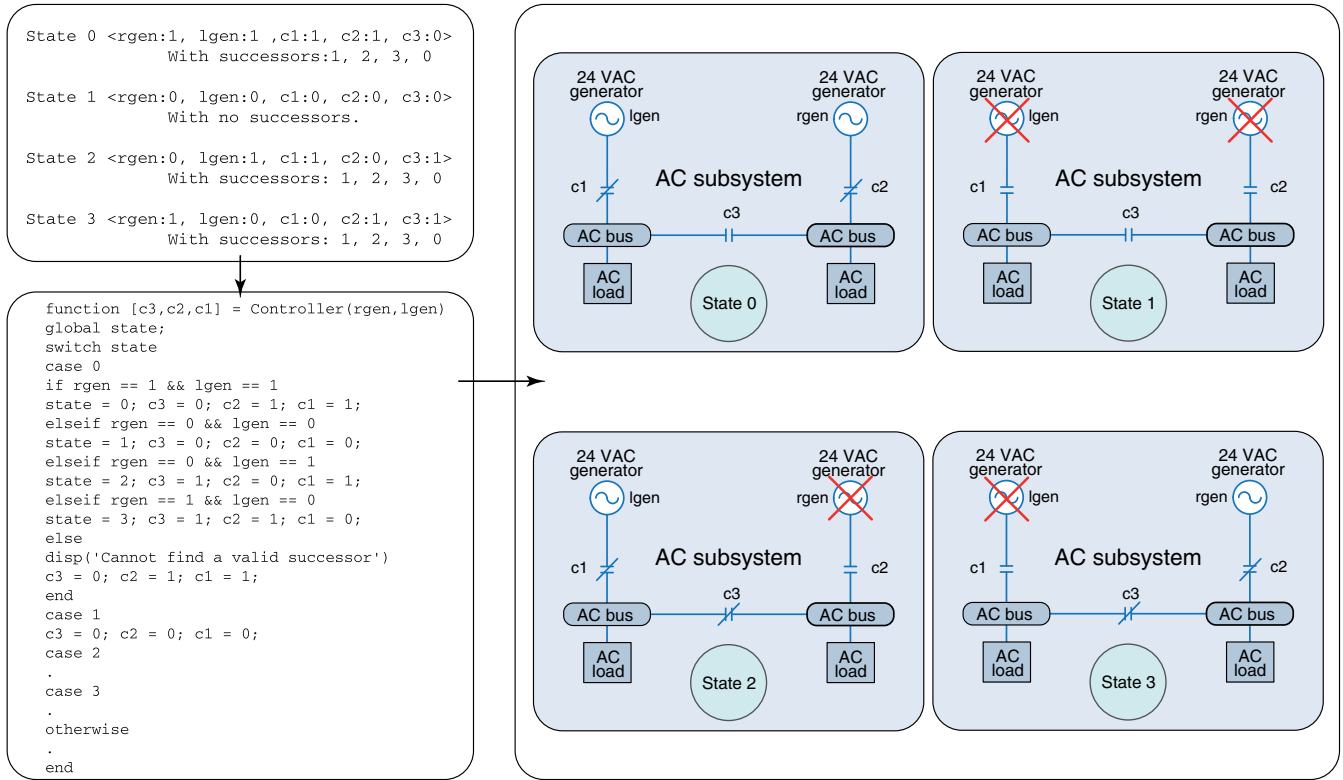 State 0 <rgen:1, lgen:1 ,c1:1, c2:1, c3:0>
With successors:1, 2, 3, 0
State 1 <rgen:0, lgen:0, c1:0, c2:0, c3:0>
With no successors.
State 2 <rgen:0, lgen:1, c1:1, c2:0, c3:1>
With successors: 1, 2, 3, 0
State 3 <rgen:1, lgen:0, c1:0, c2:1, c3:1>
With successors: 1, 2, 3, 0
function [c3,c2,c1] = Controller(rgen,lgen)
global state;
switch state
case 0
if rgen == 1 && lgen == 1
state = 0; c3 = 0; c2 = 1; c1 = 1;
elseif rgen == 0 && lgen == 0
state = 1; c3 = 0; c2 = 0; c1 = 0;
elseif rgen == 0 && lgen == 1
state = 2; c3 = 1; c2 = 0; c1 = 1;
elseif rgen == 1 && lgen == 0
state = 3; c3 = 1; c2 = 1; c1 = 0;
else
disp('Cannot find a valid successor')
c3 = 0; c2 = 1; c1 = 1;
end
case 1
c3 = 0; c2 = 0; c1 = 0;
case 2
.
case 3
.
otherwise
.
end
24 VAC
generator
lgen
24 VAC
generator
rgen
c1
AC subsystem
c2
c3
AC bus
AC bus
AC
load
State 0
AC
load
24 VAC
generator
lgen
24 VAC
generator
rgen
c1
AC subsystem
c2
c3
AC bus
AC bus
AC
load
State 1
AC
load
24 VAC
generator
lgen
24 VAC
generator
rgen
c1
AC subsystem
c2
c3
AC bus
AC bus
AC
load
State 2
AC
load
24 VAC
generator
lgen
24 VAC
generator
rgen
c1
AC subsystem
c2
c3
AC bus
AC bus
AC
load
State 3
AC
load